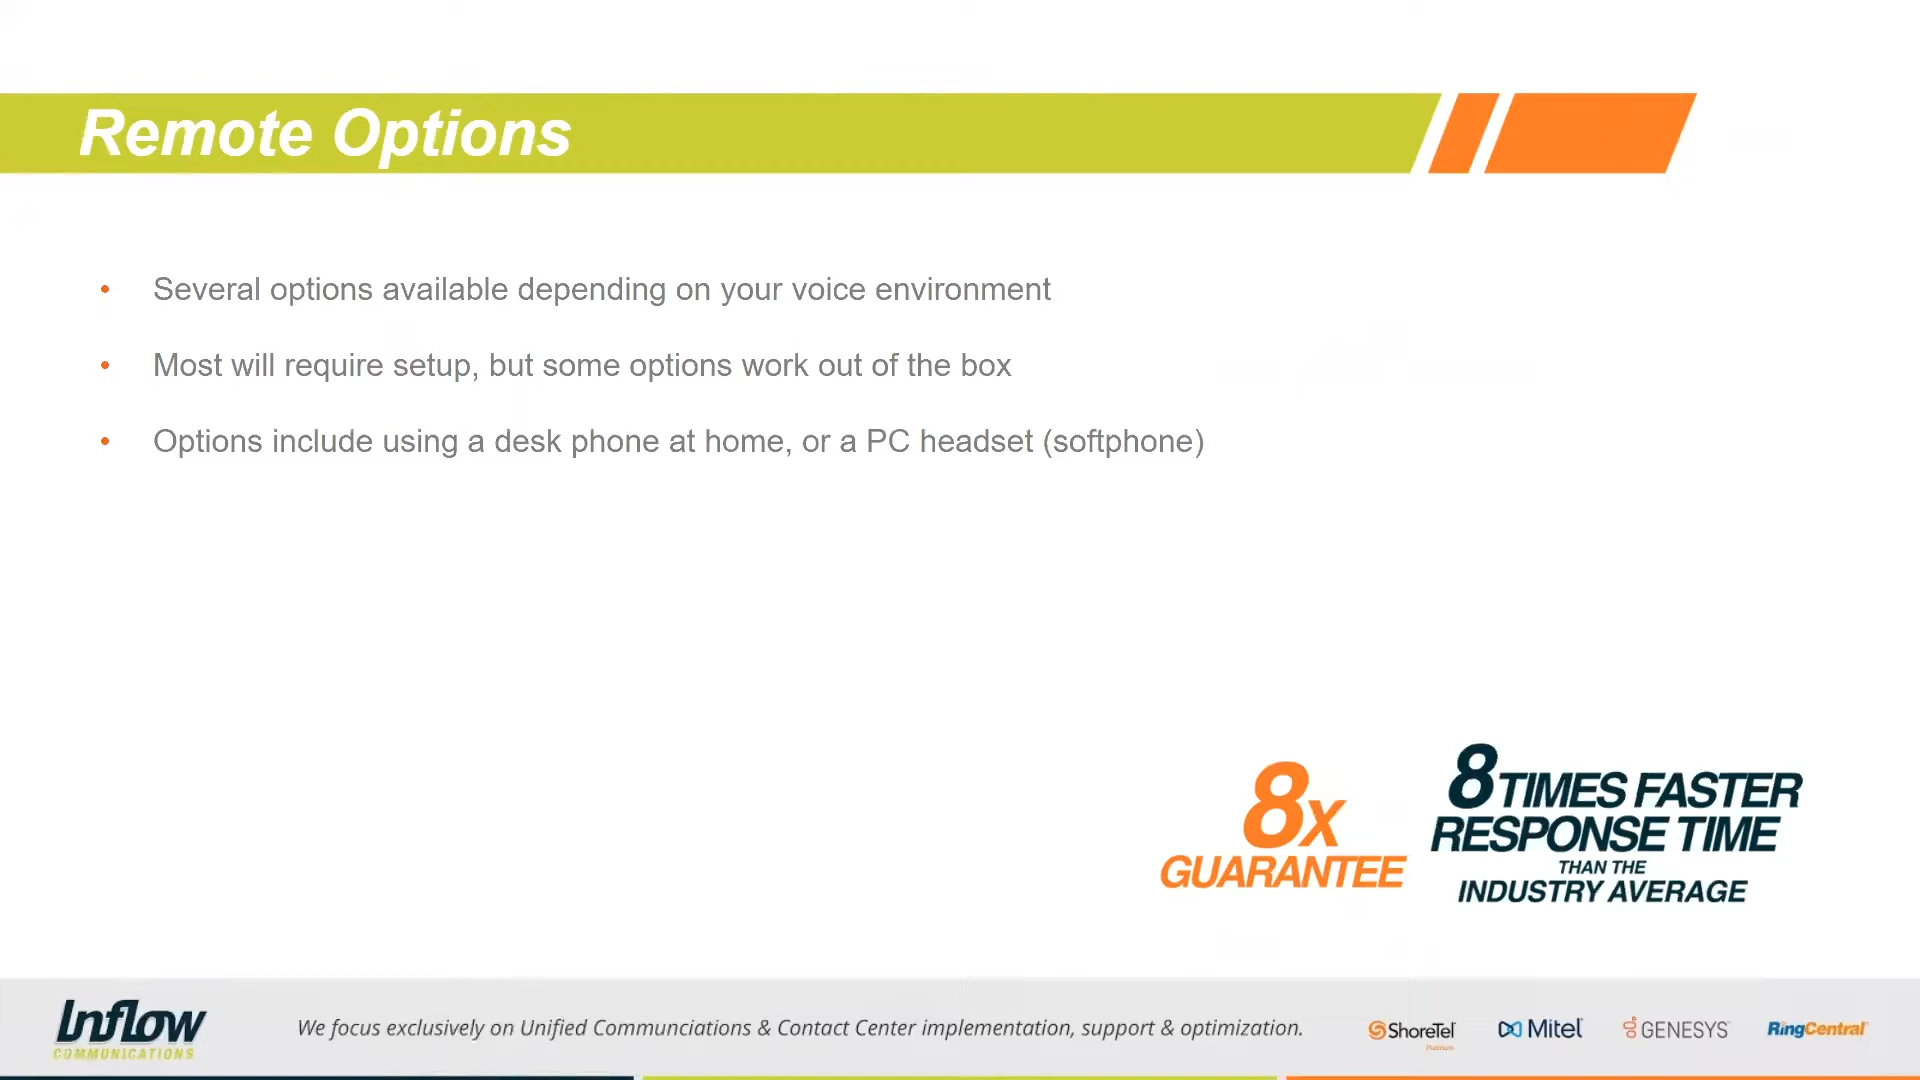 Remote Options
• Several options available depending on your voice environment
• Most will require setup, but some options work out of the box
• Options include using a desk phone at home, or a PC headset (softphone)
8x
GUARANTEE
8 TIMES FASTER
RESPONSE TIME
THAN THE
INDUSTRY AVERAGE
Inflow
COMMUNICATIONS
We focus exclusively on Unified Communciations & Contact Center implementation, support & optimization.
ShoreTel
Platinum
Mitel
GENESYS
RingCentral